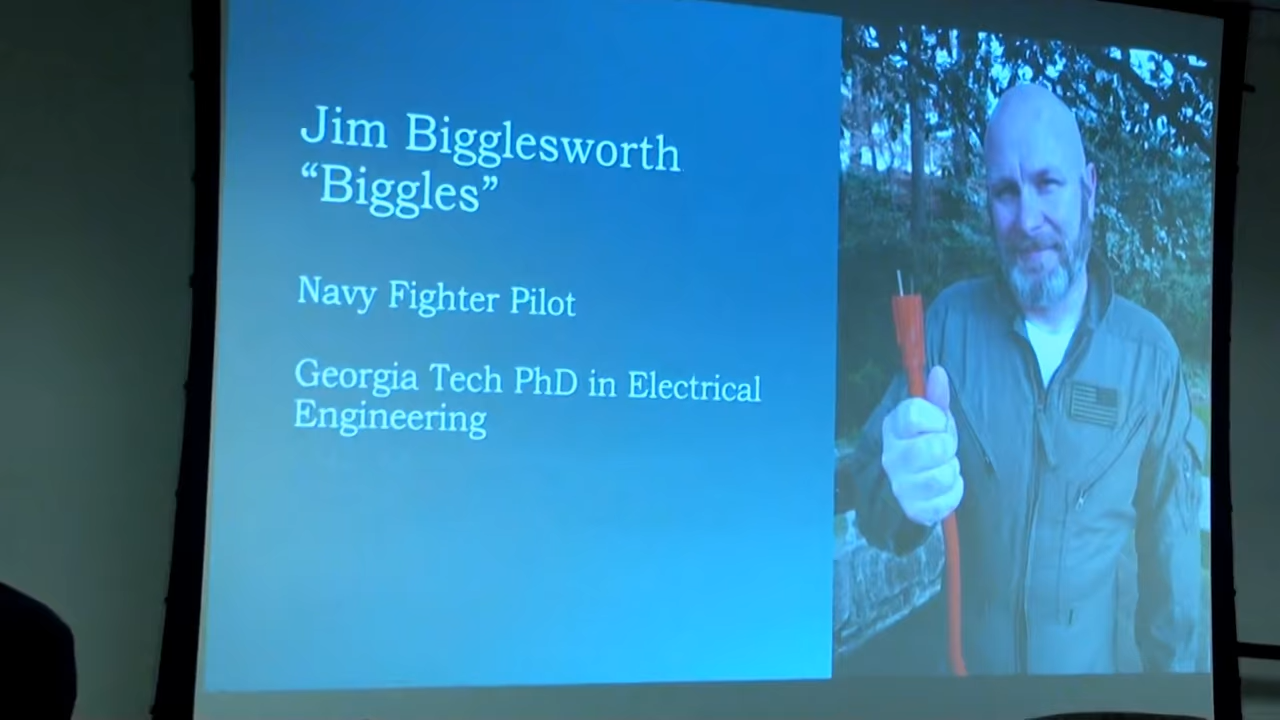 Jim Bigglesworth
“Biggles”
Navy Fighter Pilot
Georgia Tech PhD in Electrical
Engineering